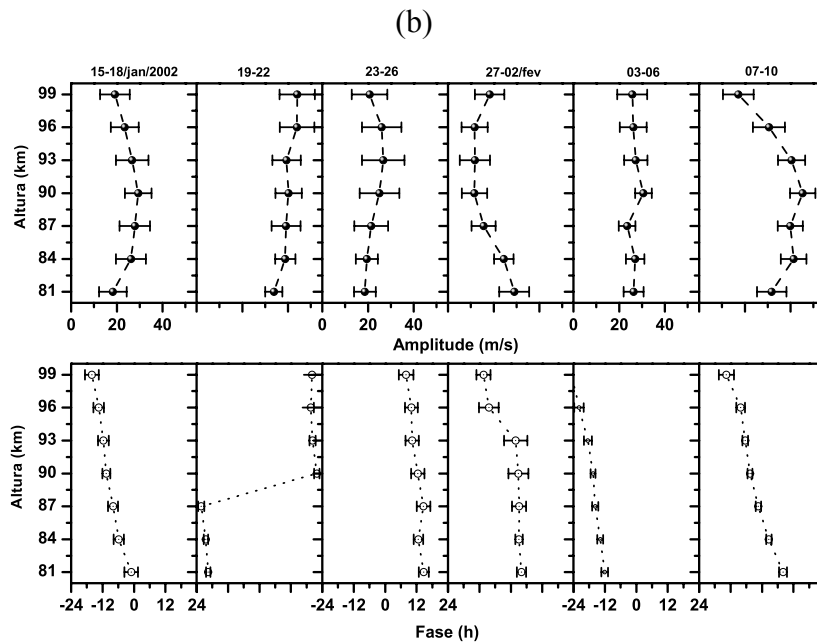 (b)
15-18/jan/2002 19-22 23-26 27-02/fev 03-06 07-10
Altura (km)
99
96
93
90
87
84
81
0 20 40 0 20 40 0 20 40
Amplitude (m/s)
Altura (km)
99
96
93
90
87
84
81
-24 -12 0 12 24 -24 -12 0 12 24 -24 -12 0 12 24
Fase (h)